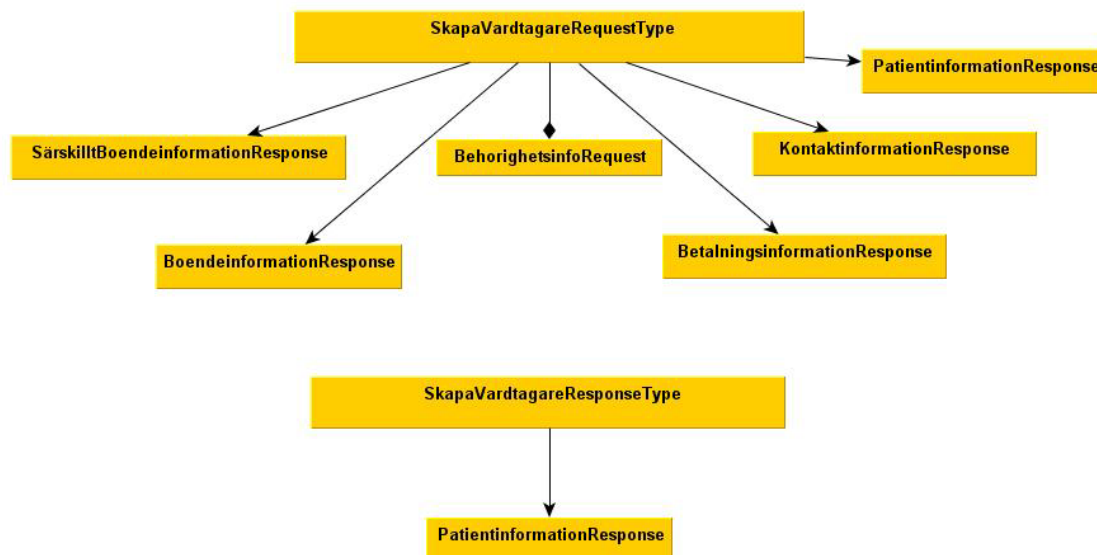 SkapaVardtagareRequestType
PatientinformationResponse
SärskilltBoendeinformationResponse
BehorighetsinfoRequest
KontaktinformationResponse
BoendeinformationResponse
BetalningsinformationResponse
SkapaVardtagareResponseType
PatientinformationResponse